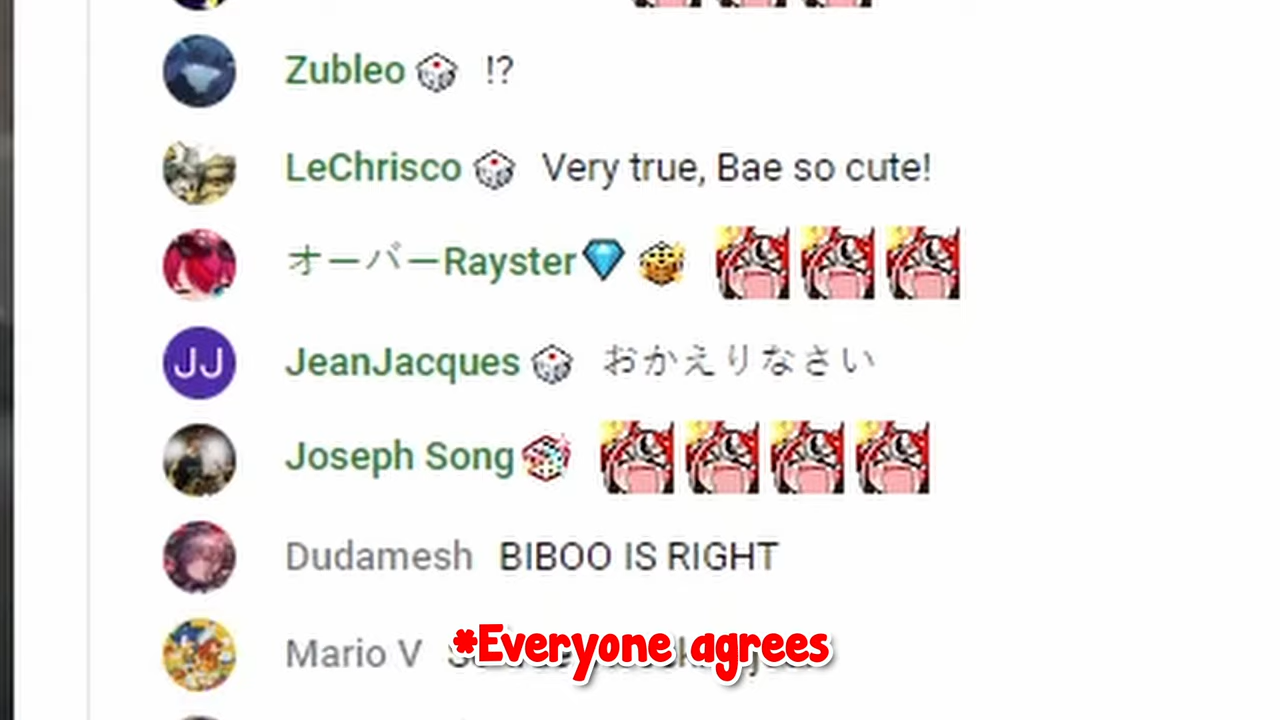 Zubleo !?
LeChrisco Very true, Bae so cute!
オーバーRayster
JJ JeanJacques おかえりなさい
Joseph Song
Dudamesh BIBOO IS RIGHT
Mario V
*Everyone agrees